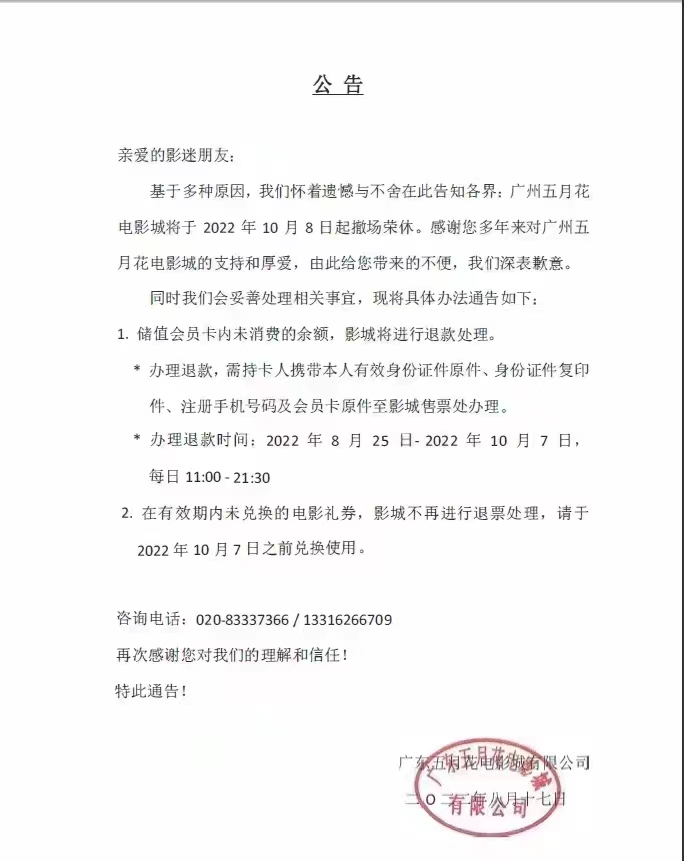 公 告
亲爱的影迷朋友：
基于多种原因，我们怀着遗憾与不舍在此告知各界：广州五月花
电影城将于 2022 年 10 月 8 日起撤场荣休。感谢您多年来对广州五
月花电影城的支持和厚爱，由此给您带来的不便，我们深表歉意。
同时我们会妥善处理相关事宜，现将具体办法通告如下：
1. 储值会员卡内未消费的余额，影城将进行退款处理。
* 办理退款，需持卡人携带本人有效身份证件原件、身份证件复印
件、注册手机号码及会员卡原件至影城售票处办理。
* 办理退款时间：2022 年 8 月 25 日- 2022 年 10 月 7 日，
每日 11:00 - 21:30
2. 在有效期内未兑换的电影礼券，影城不再进行退票处理，请于
2022 年 10 月 7 日之前兑换使用。
咨询电话：020-83337366 / 13316266709
再次感谢您对我们的理解和信任！
特此通告！
广东五月花电影城有限公司
二〇二二年八月十七日
广东五月花电影城
有限公司